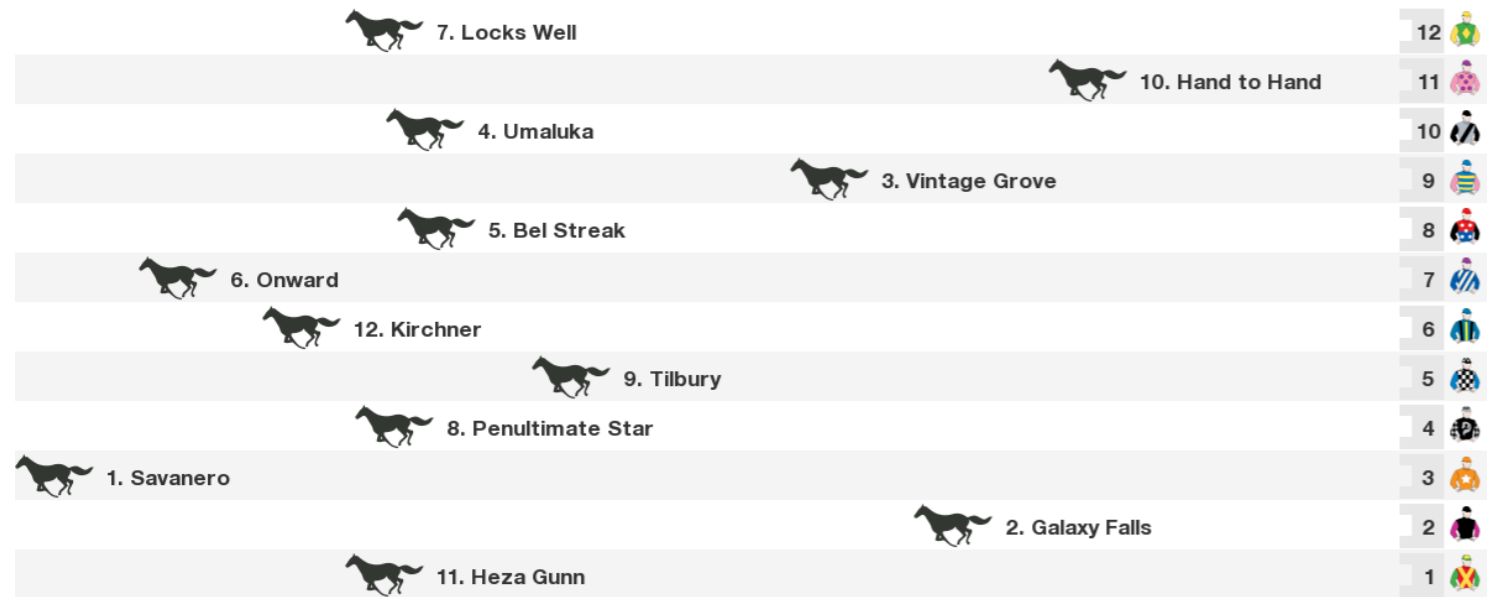 7. Locks Well 12
10. Hand to Hand 11
4. Umaluka 10
3. Vintage Grove 9
5. Bel Streak 8
6. Onward 7
12. Kirchner 6
9. Tilbury 5
8. Penultimate Star 4
1. Savanero 3
2. Galaxy Falls 2
11. Heza Gunn 1